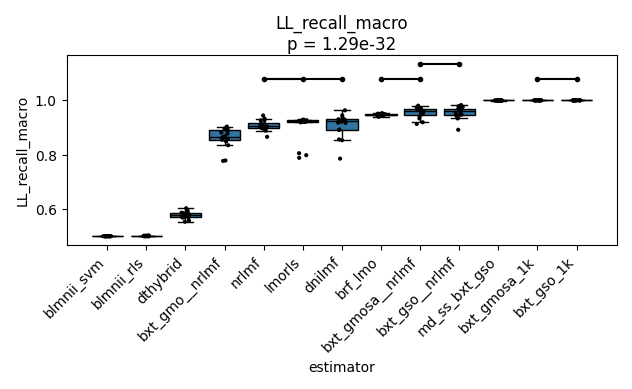 LL_recall_macro
p = 1.29e-32
LL_recall_macro
1.0
0.8
0.6
blmnii_svm
blmnii_rls
dthybrid
bxt_gmo__nrlmf
nrlmf
lmorls
dnilmf
brf_lmo
bxt_gmosa__nrlmf
bxt_gso__nrlmf
md_ss_bxt_gso
bxt_gmosa_1k
bxt_gso_1k
estimator